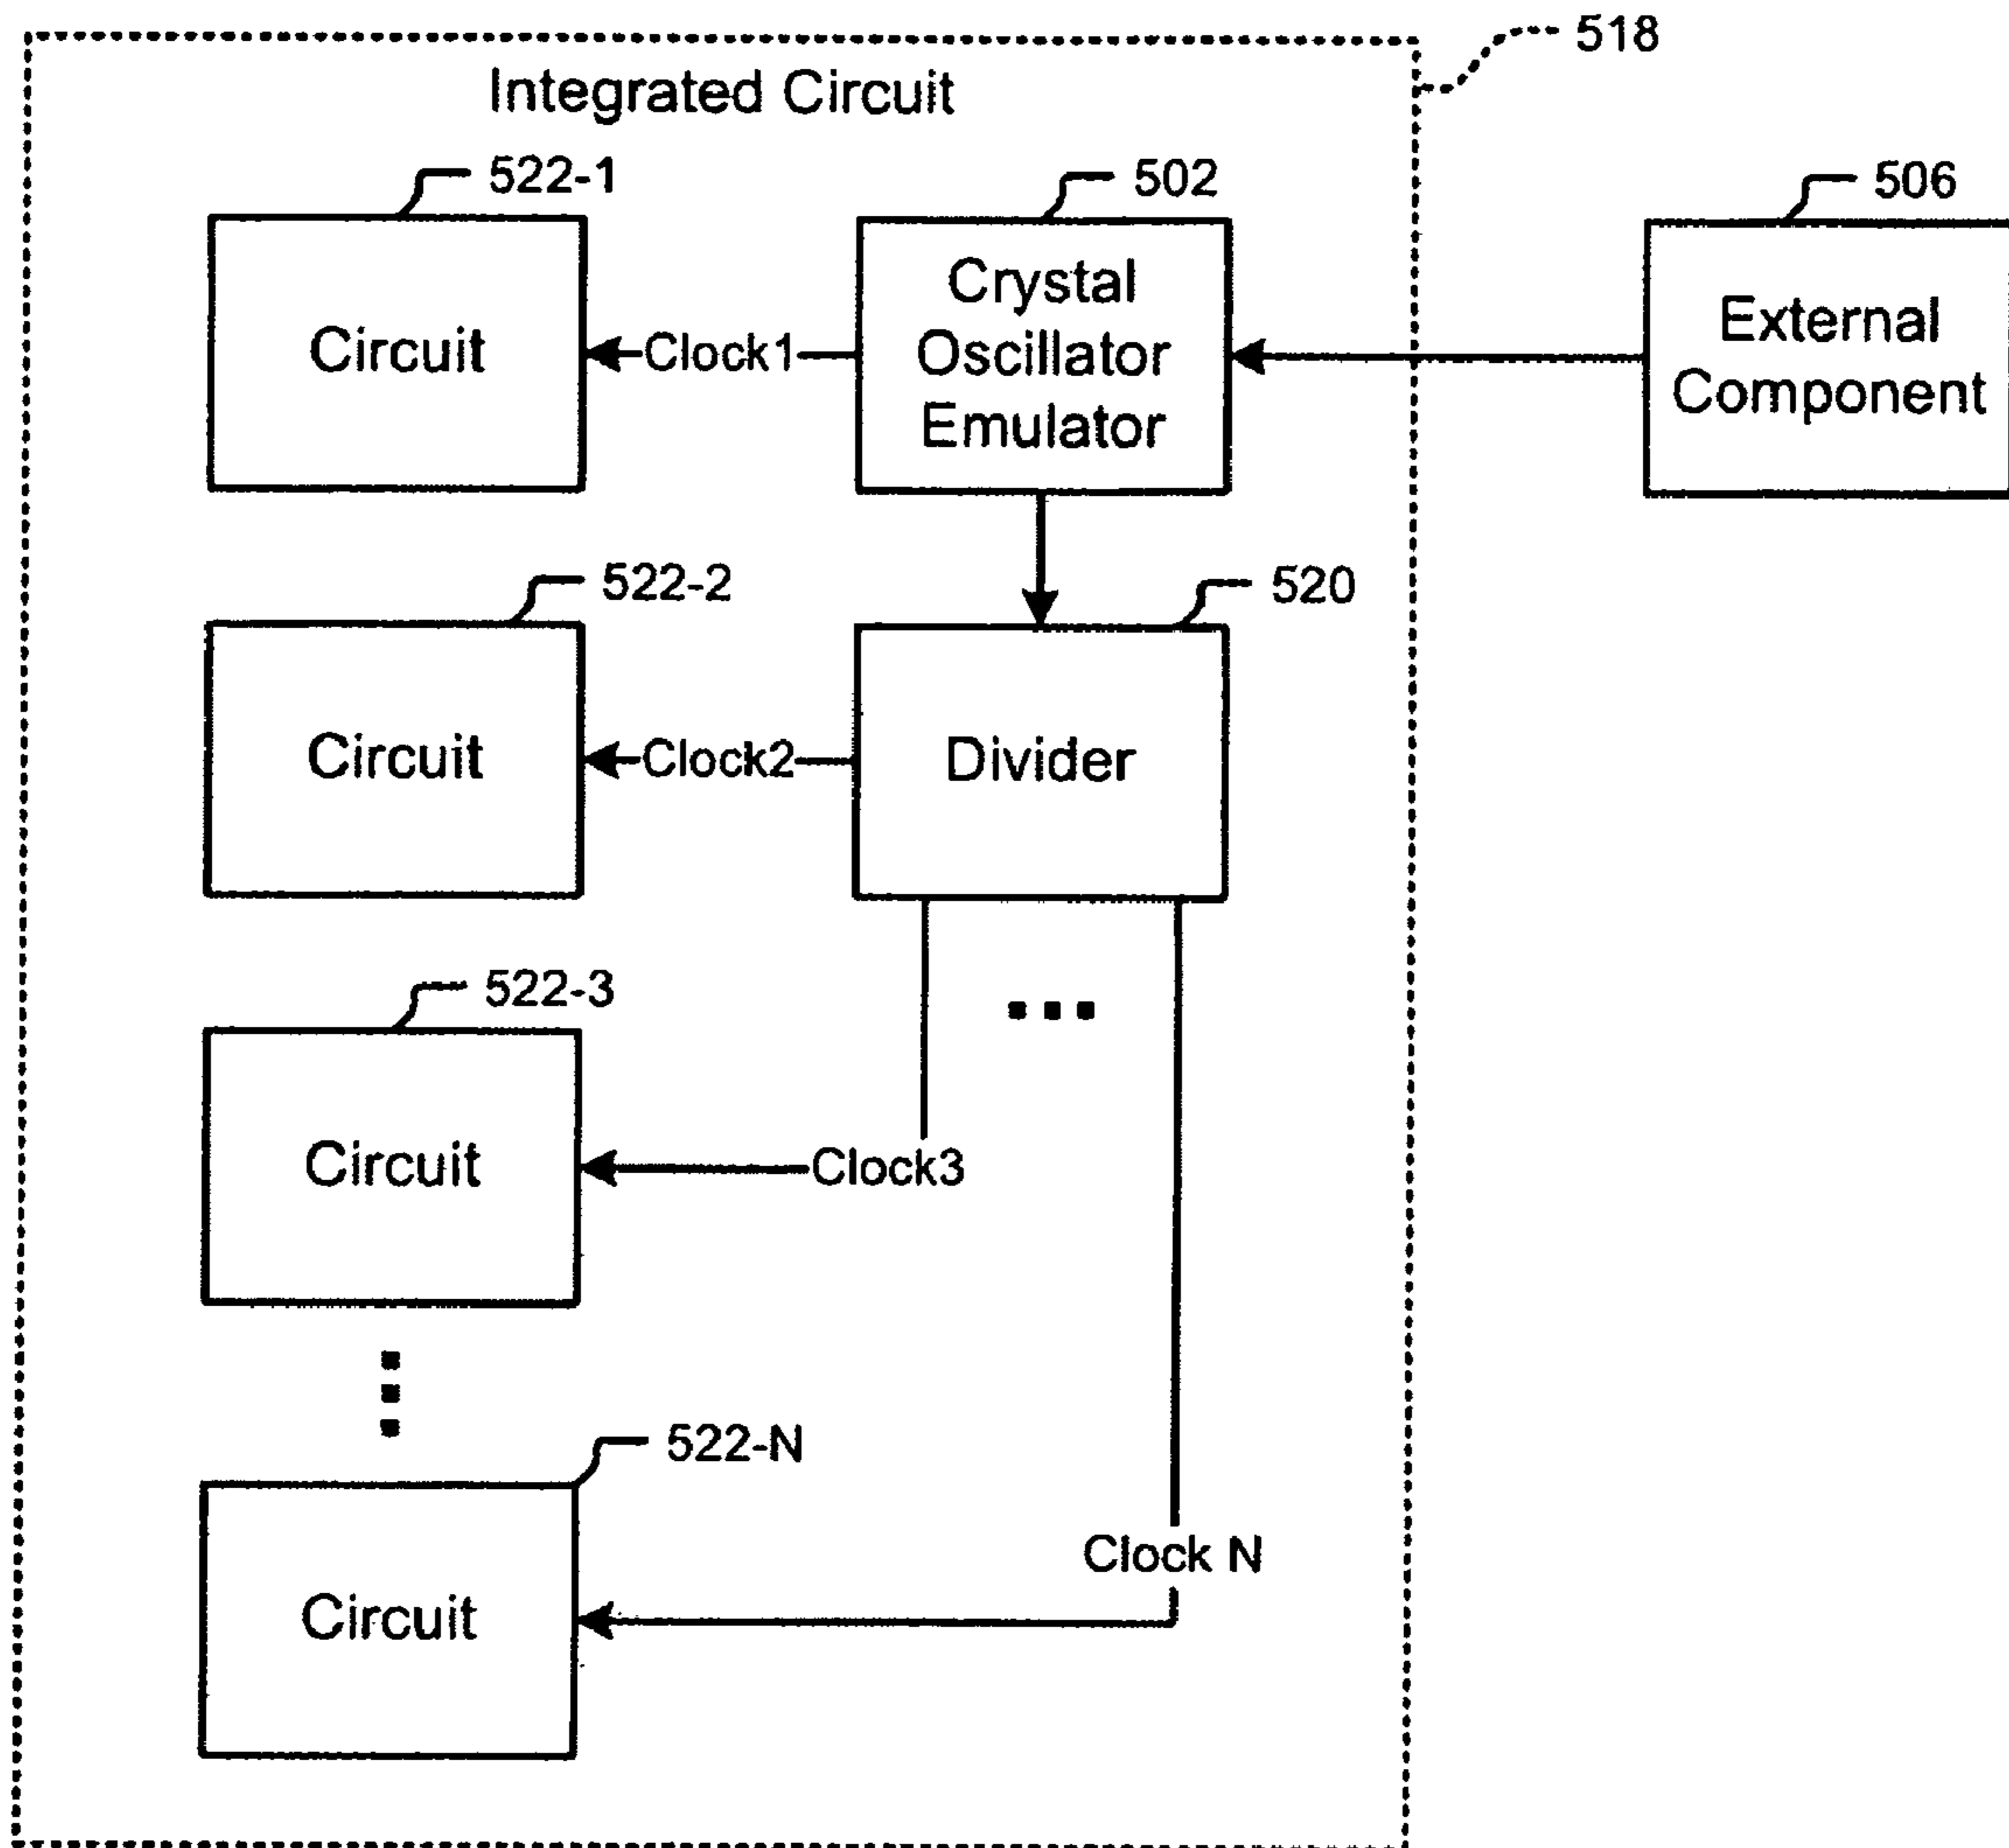 518
Integrated Circuit
522-1
502
506
Circuit
Clock1
Crystal
Oscillator
Emulator
External
Component
522-2
520
Circuit
Clock2
Divider
522-3
Circuit
Clock3
522-N
Circuit
Clock N